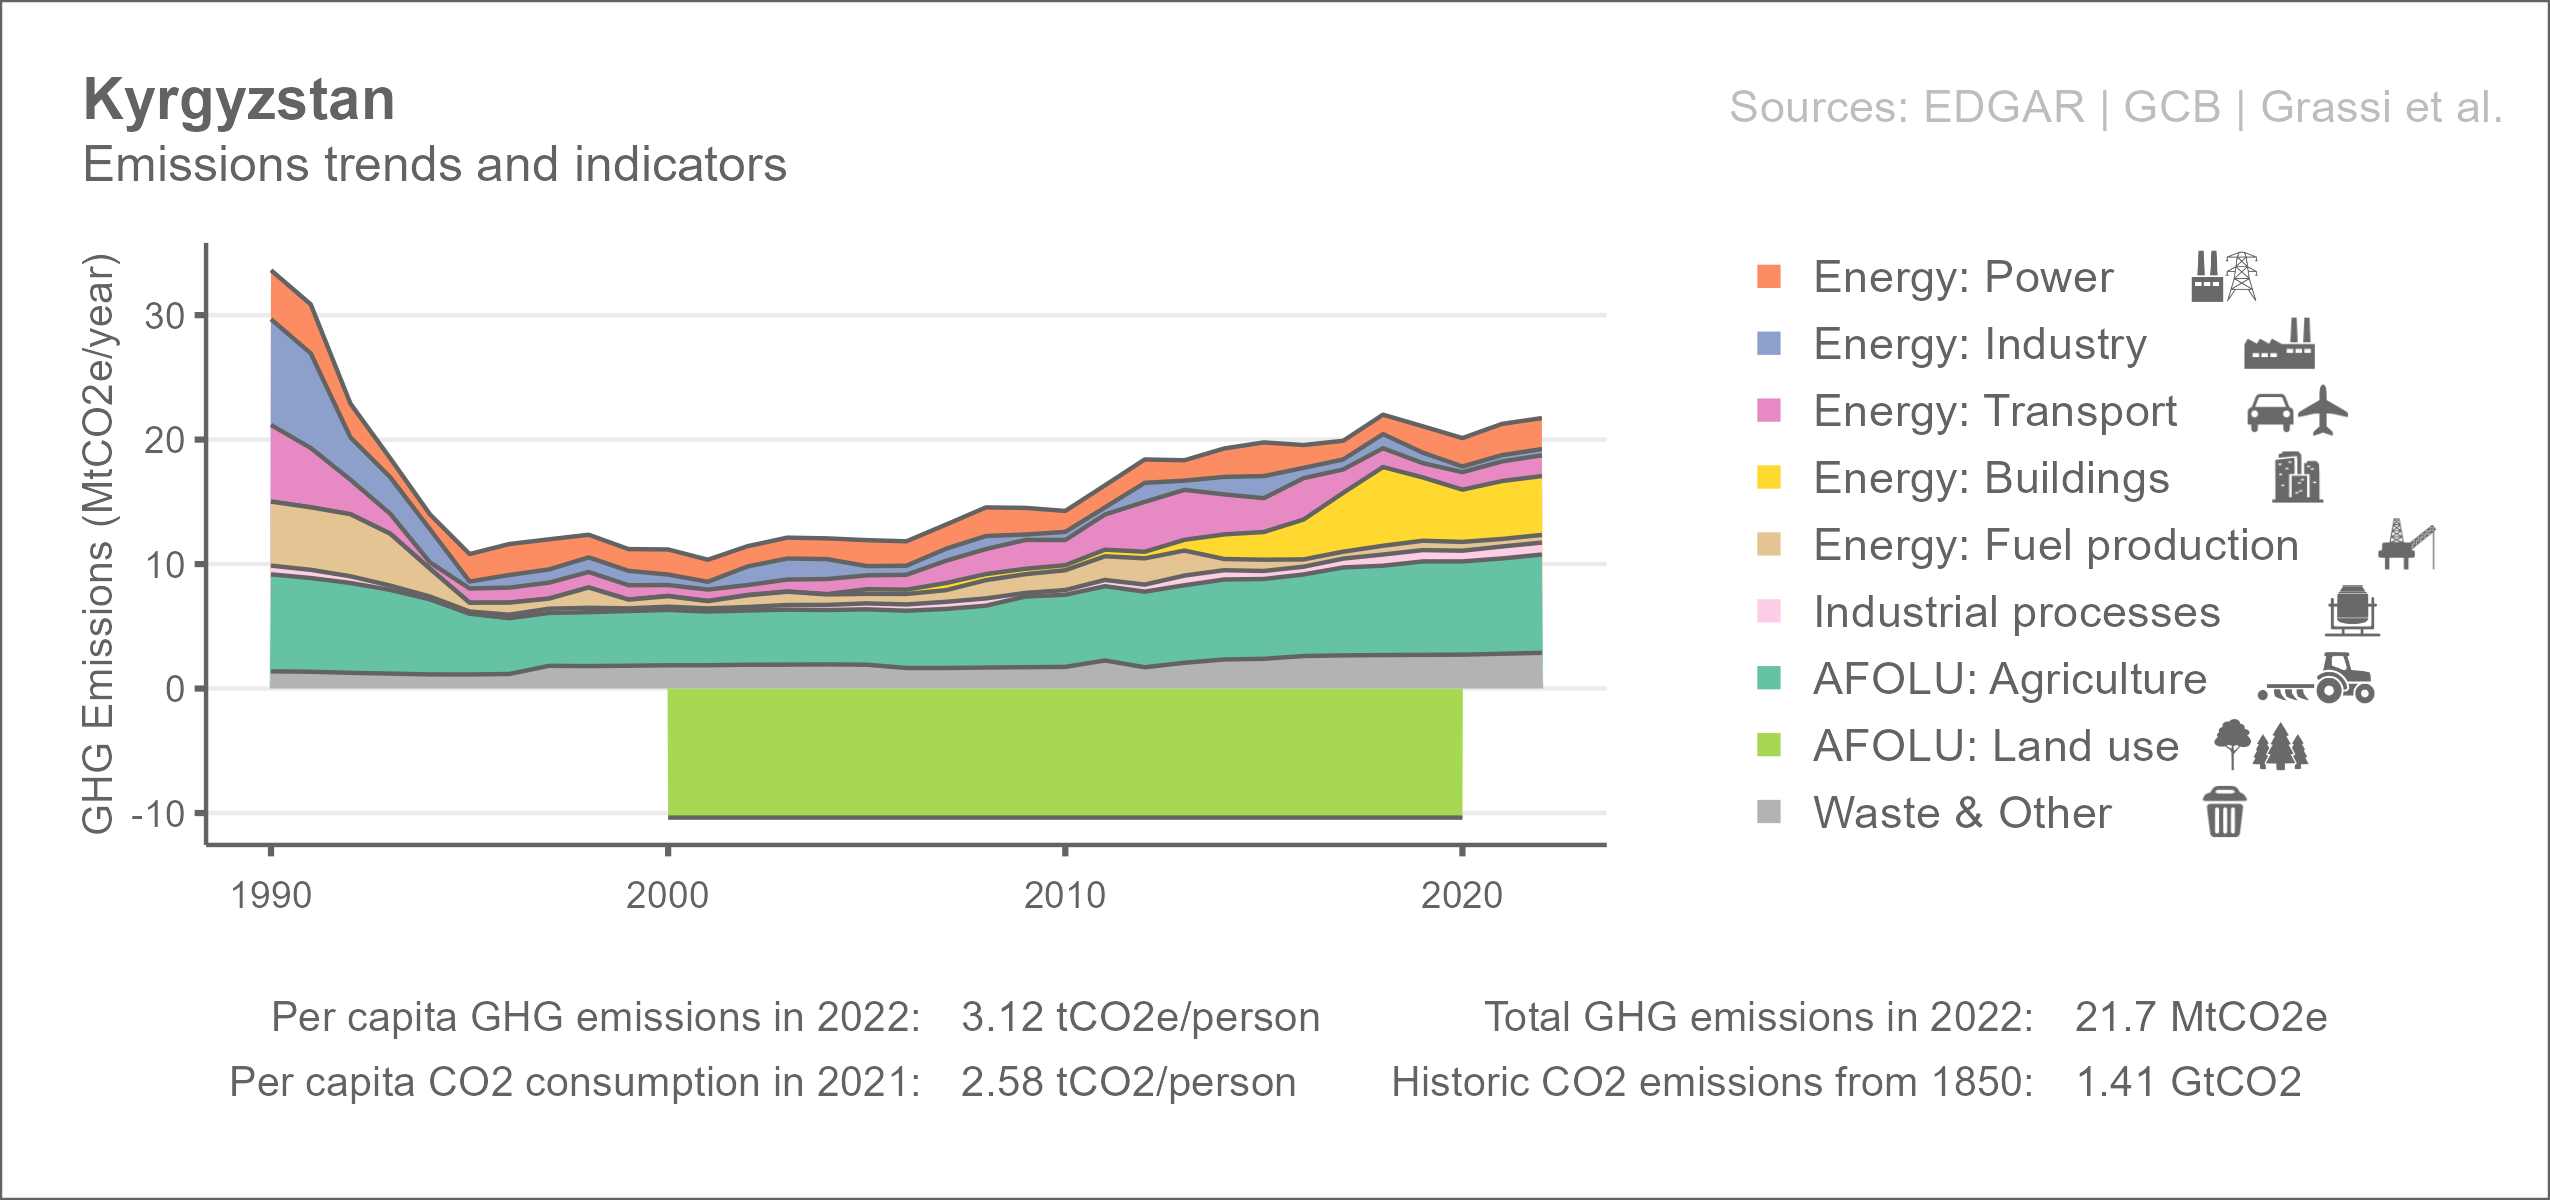 Kyrgyzstan
Emissions trends and indicators
Sources: EDGAR | GCB | Grassi et al.
GHG Emissions (MtCO2e/year)
30
20
10
0
-10
1990
2000
2010
2020
Energy: Power
Energy: Industry
Energy: Transport
Energy: Buildings
Energy: Fuel production
Industrial processes
AFOLU: Agriculture
AFOLU: Land use
Waste & Other
Per capita GHG emissions in 2022: 3.12 tCO2e/person
Total GHG emissions in 2022: 21.7 MtCO2e
Per capita CO2 consumption in 2021: 2.58 tCO2/person
Historic CO2 emissions from 1850: 1.41 GtCO2